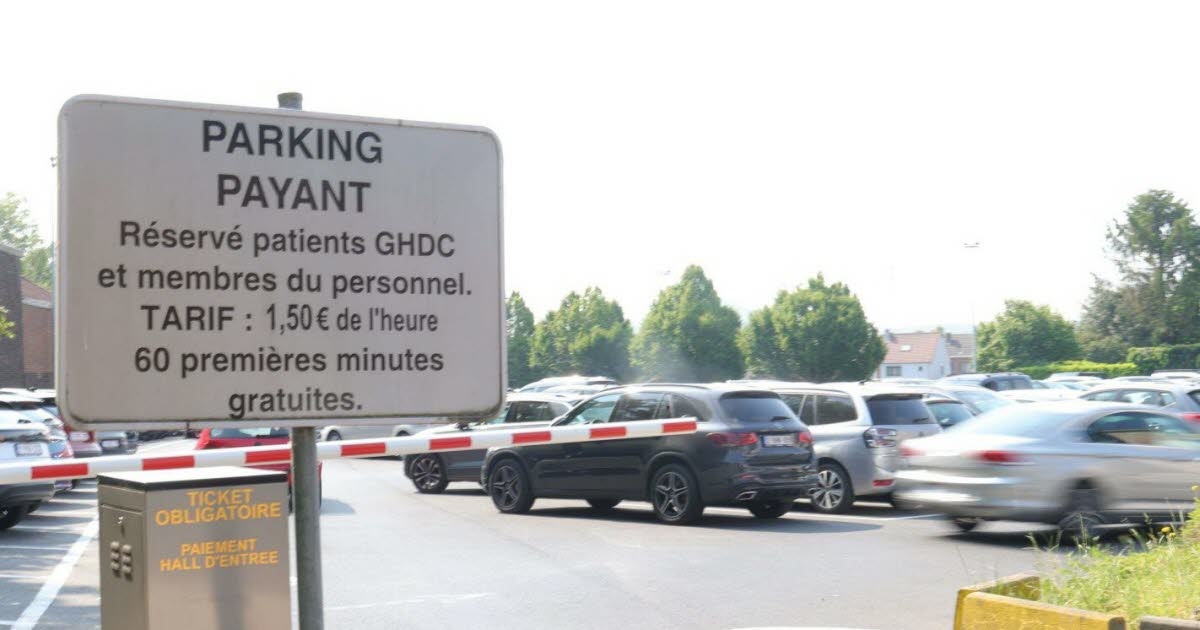 PARKING
PAYANT
Réservé patients GHDC
et membres du personnel.
TARIF : 1,50 € de l'heure
60 premières minutes
gratuites.
TICKET
OBLIGATOIRE
PAIEMENT
HALL D'ENTREE